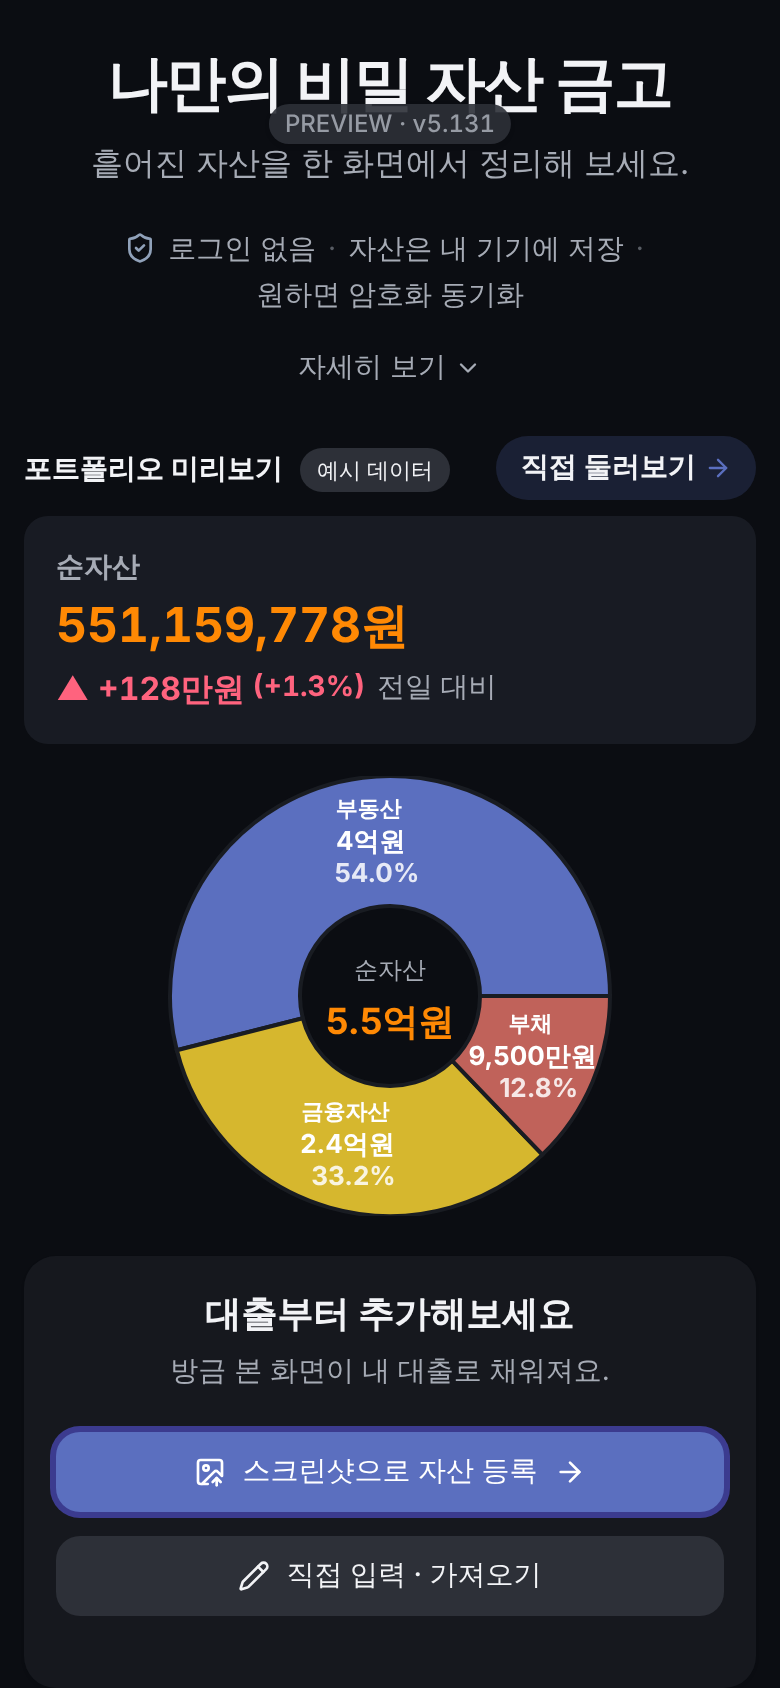 나만의 비밀 자산 금고
PREVIEW · v5.131
흩어진 자산을 한 화면에서 정리해 보세요.
로그인 없음 · 자산은 내 기기에 저장 ·
원하면 암호화 동기화
자세히 보기
포트폴리오 미리보기 예시 데이터 직접 둘러보기 →
순자산
551,159,778원
▲ +128만원 (+1.3%) 전일 대비
부동산
4억원
54.0%
순자산
5.5억원
부채
9,500만원
12.8%
금융자산
2.4억원
33.2%
대출부터 추가해보세요
방금 본 화면이 내 대출로 채워져요.
스크린샷으로 자산 등록 →
직접 입력 · 가져오기